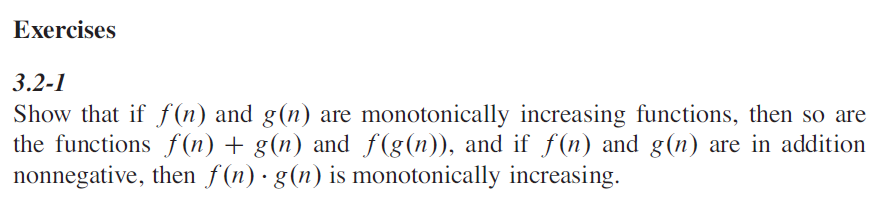 Exercises
3.2-1
Show that if f(n) and g(n) are monotonically increasing functions, then so are
the functions f(n) + g(n) and f(g(n)), and if f(n) and g(n) are in addition
nonnegative, then f(n) · g(n) is monotonically increasing.